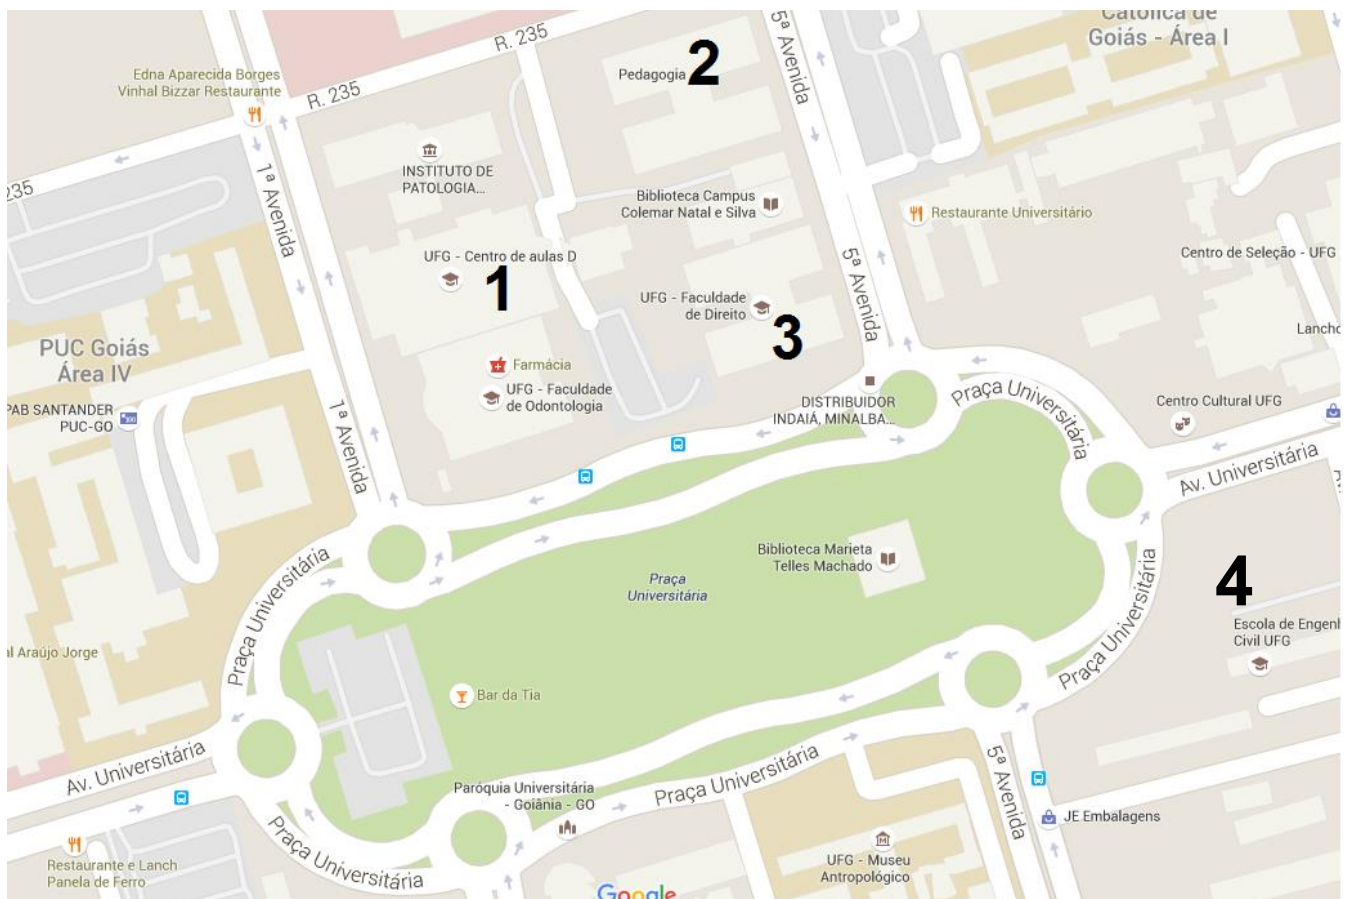 5ª Avenida
Católica de
Goiás - Área I
R. 235
2
Pedagogia
Edna Aparecida Borges
Vinhal Bizzar Restaurante
R. 235
INSTITUTO DE
PATOLOGIA...
235
1ª Avenida
Biblioteca Campus
Colemar Natal e Silva
Restaurante Universitário
UFG - Centro de aulas D
1
5ª Avenida
Centro de Seleção - UFG
UFG - Faculdade
de Direito
3
PUC Goiás
Área IV
Farmácia
UFG - Faculdade
de Odontologia
PAB SANTANDER
PUC-GO
1ª Avenida
DISTRIBUIDOR
INDAIÁ, MINALBA...
Praça Universitária
Centro Cultural UFG
Av. Universitária
Biblioteca Marieta
Telles Machado
Praça
Universitária
4
Praça Universitária
Praça Universitária
Civil UFG
al Araújo Jorge
Bar da Tia
Av. Universitária
Paróquia Universitária
- Goiânia - GO
Praça Universitária
5ª Avenida
JE Embalagens
Praça Universitária
Restaurante e Lanch
Panela de Ferro
UFG - Museu
Antropológico
Google